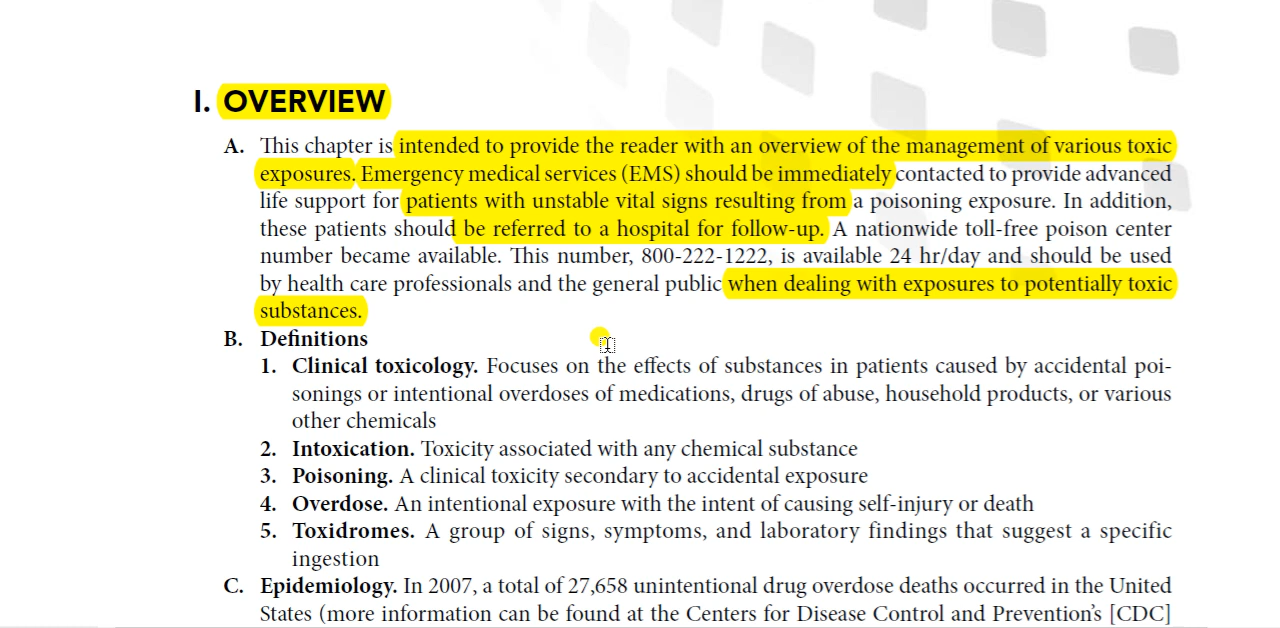 I. OVERVIEW
A. This chapter is intended to provide the reader with an overview of the management of various toxic
exposures. Emergency medical services (EMS) should be immediately contacted to provide advanced
life support for patients with unstable vital signs resulting from a poisoning exposure. In addition,
these patients should be referred to a hospital for follow-up. A nationwide toll-free poison center
number became available. This number, 800-222-1222, is available 24 hr/day and should be used
by health care professionals and the general public when dealing with exposures to potentially toxic
substances.
B. Definitions
1. Clinical toxicology. Focuses on the effects of substances in patients caused by accidental poi-
sonings or intentional overdoses of medications, drugs of abuse, household products, or various
other chemicals
2. Intoxication. Toxicity associated with any chemical substance
3. Poisoning. A clinical toxicity secondary to accidental exposure
4. Overdose. An intentional exposure with the intent of causing self-injury or death
5. Toxidromes. A group of signs, symptoms, and laboratory findings that suggest a specific
ingestion
C. Epidemiology. In 2007, a total of 27,658 unintentional drug overdose deaths occurred in the United
States (more information can be found at the Centers for Disease Control and Prevention's [CDC]